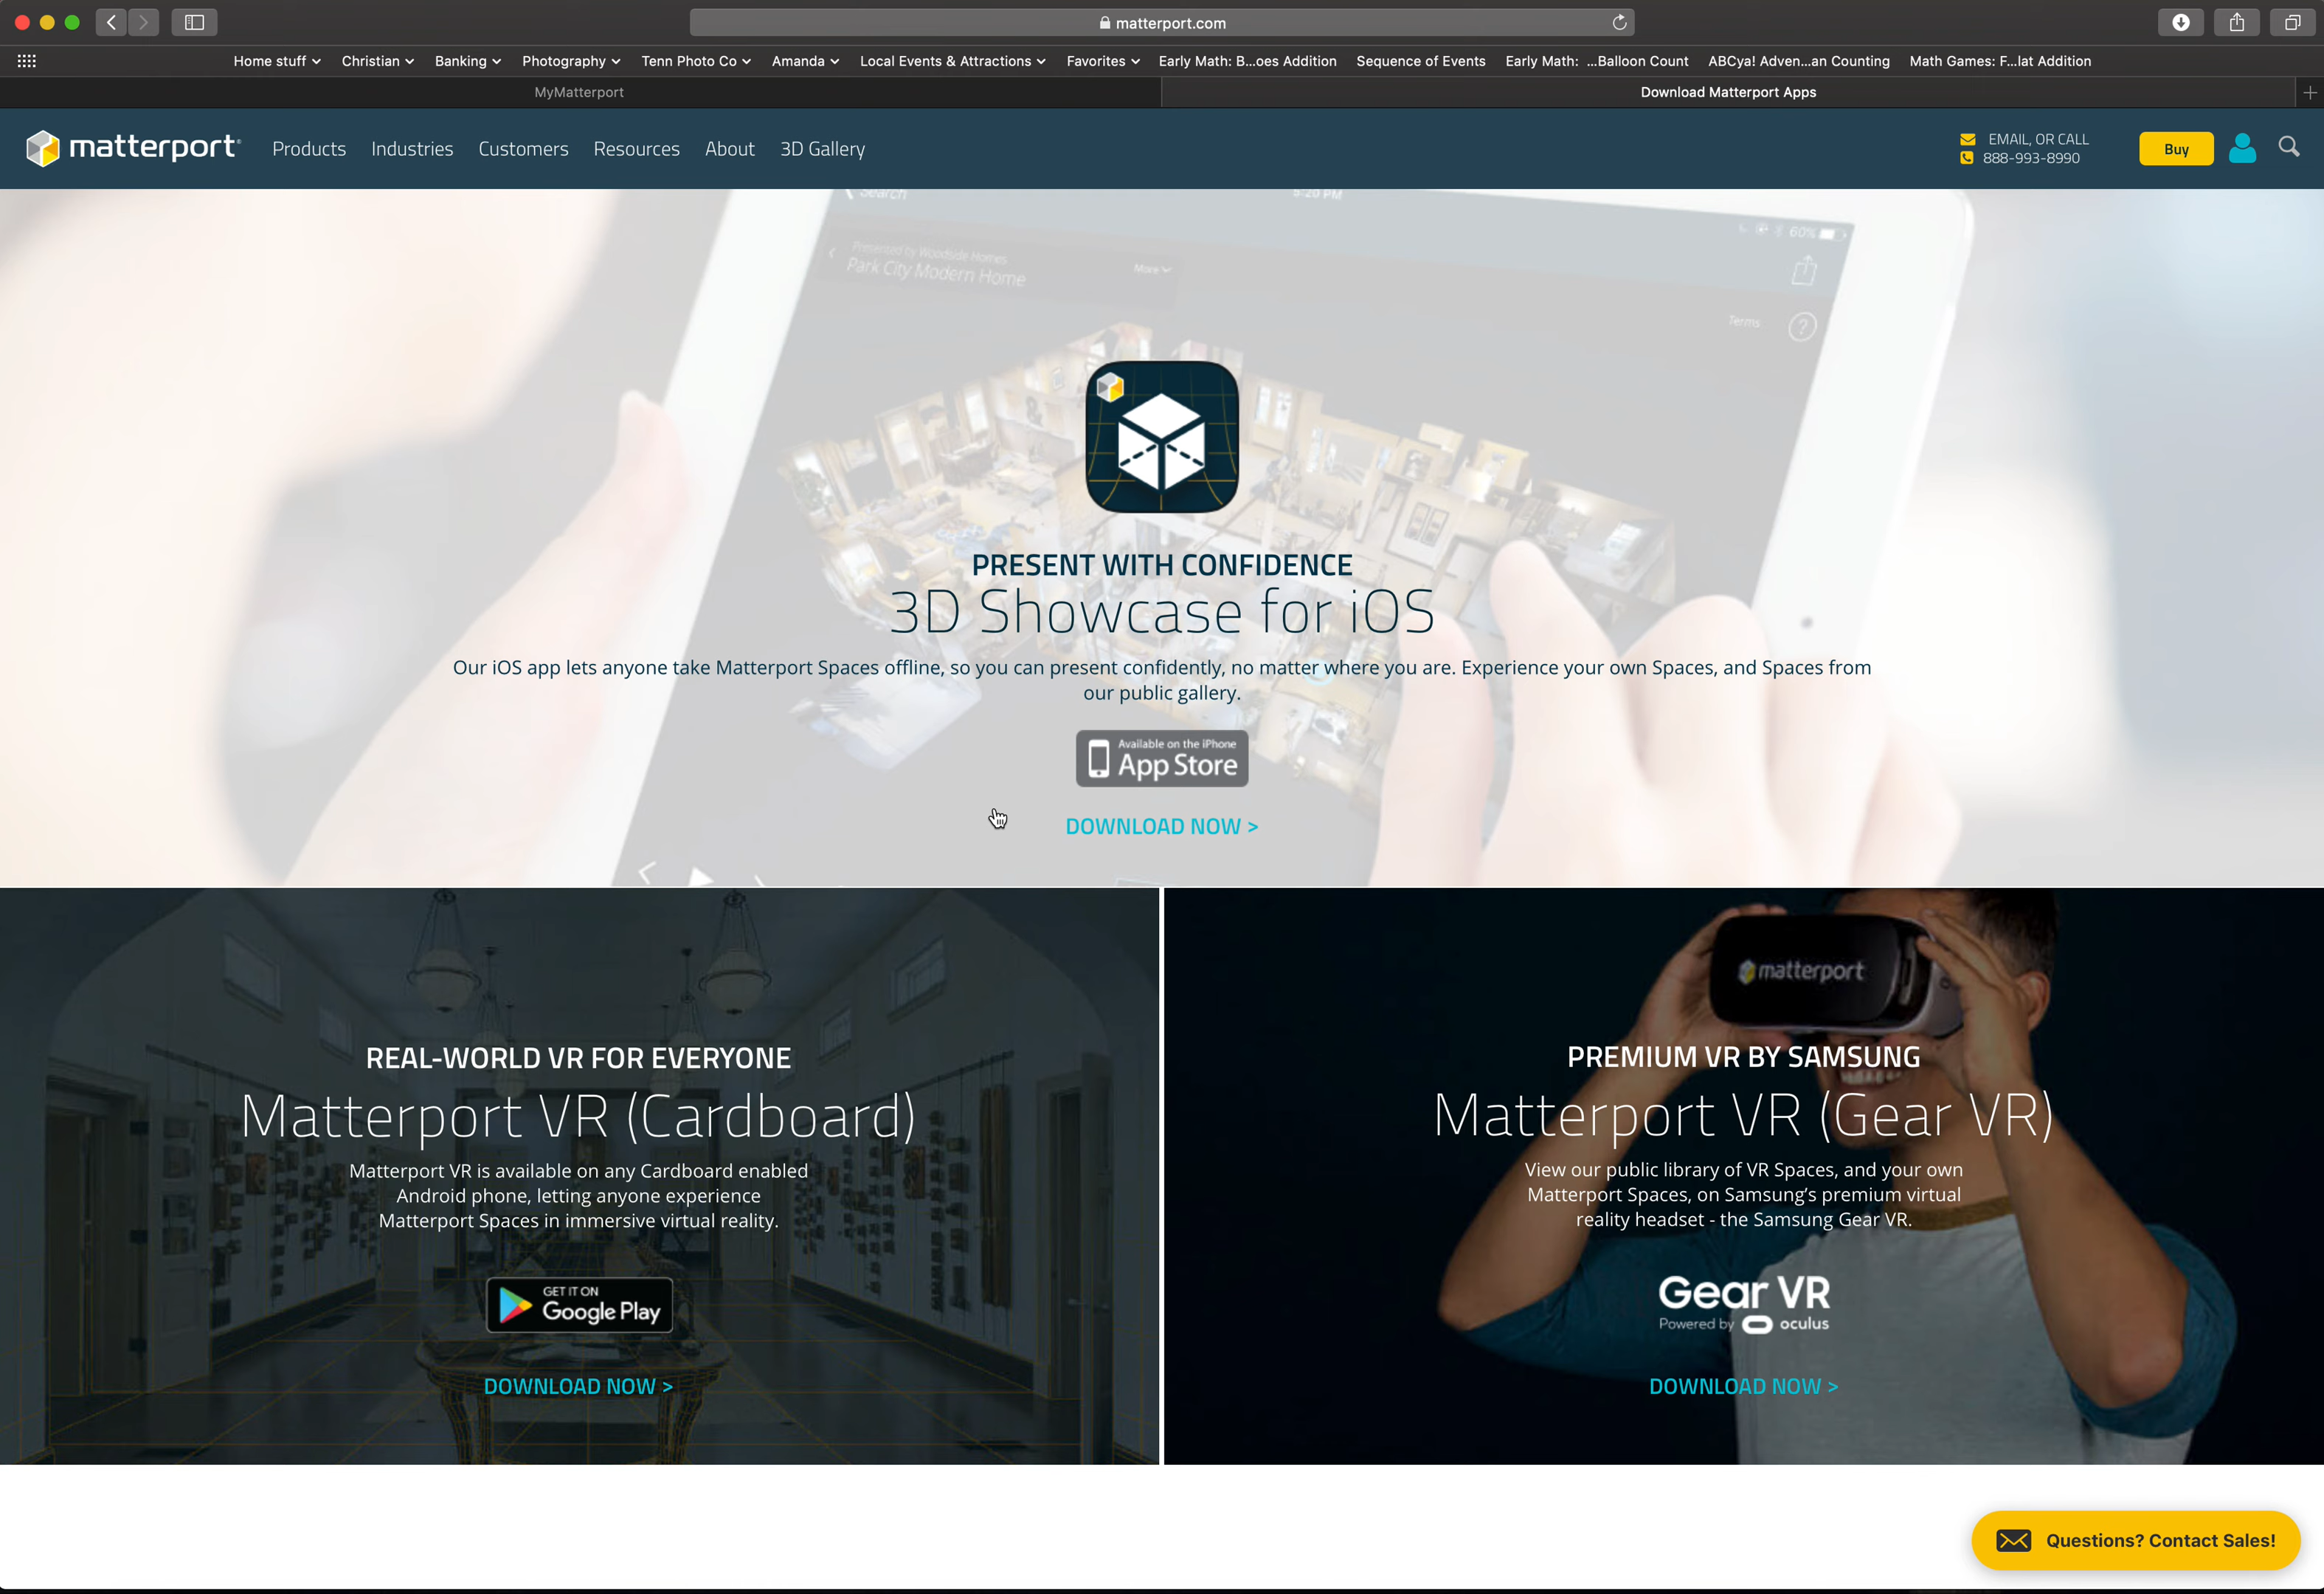 matterport.com
Home stuff
Christian
Banking
Photography
Tenn Photo Co
Amanda
Local Events & Attractions
Favorites
Early Math: B...oes Addition
Sequence of Events
Early Math: ...Balloon Count
ABCya! Adven...an Counting
Math Games: F...lat Addition
MyMatterport
Download Matterport Apps
matterport
Products
Industries
Customers
Resources
About
3D Gallery
EMAIL, OR CALL
888-993-8990
Buy
Search
5:20 PM
60%
Presented by Woodside Homes
Park City Modern Home
More
Terms
?
PRESENT WITH CONFIDENCE
3D Showcase for iOS
Our iOS app lets anyone take Matterport Spaces offline, so you can present confidently, no matter where you are. Experience your own Spaces, and Spaces from
our public gallery.
Available on the iPhone
App Store
DOWNLOAD NOW >
REAL-WORLD VR FOR EVERYONE
Matterport VR (Cardboard)
Matterport VR is available on any Cardboard enabled
Android phone, letting anyone experience
Matterport Spaces in immersive virtual reality.
GET IT ON
Google Play
DOWNLOAD NOW >
matterport
PREMIUM VR BY SAMSUNG
Matterport VR (Gear VR)
View our public library of VR Spaces, and your own
Matterport Spaces, on Samsung's premium virtual
reality headset - the Samsung Gear VR.
Gear VR
Powered by oculus
DOWNLOAD NOW >
Questions? Contact Sales!